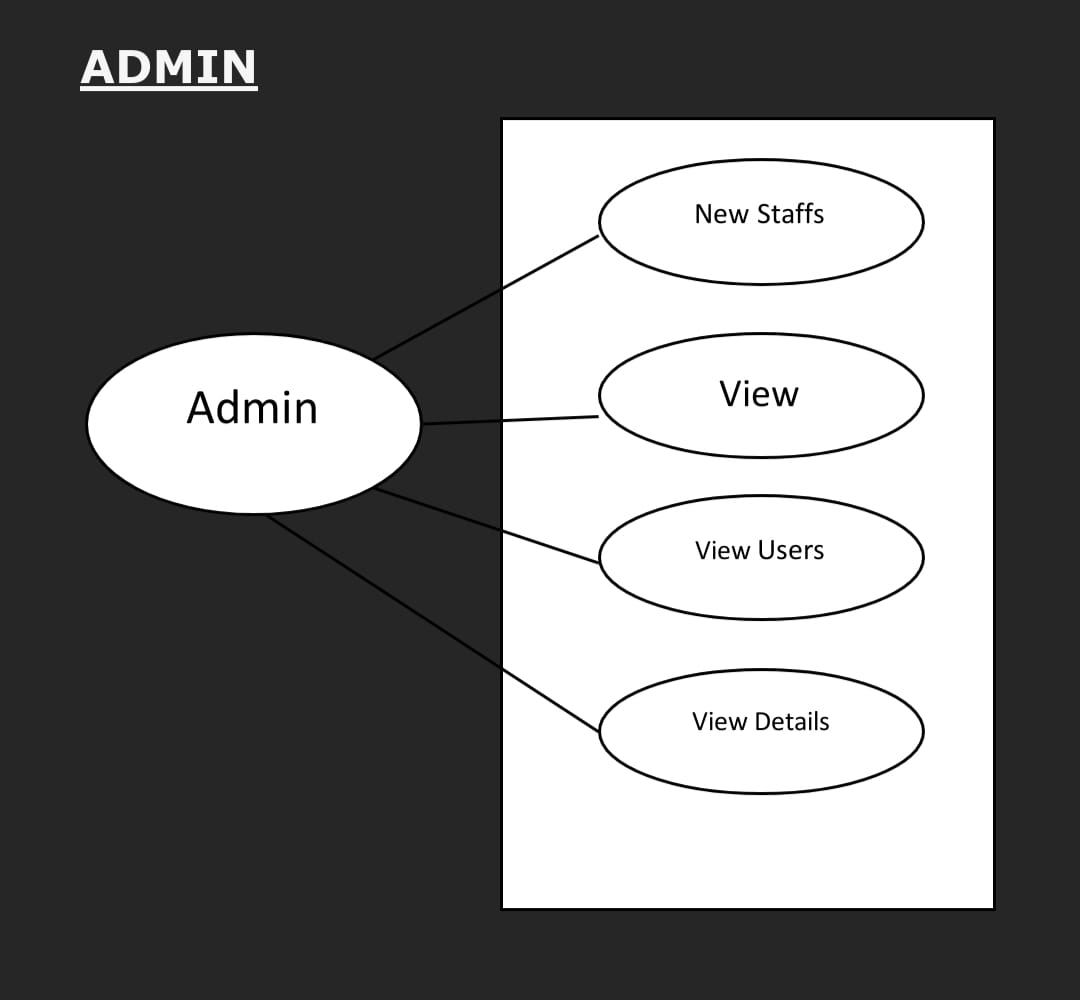 ADMIN
New Staffs
Admin
View
View Users
View Details